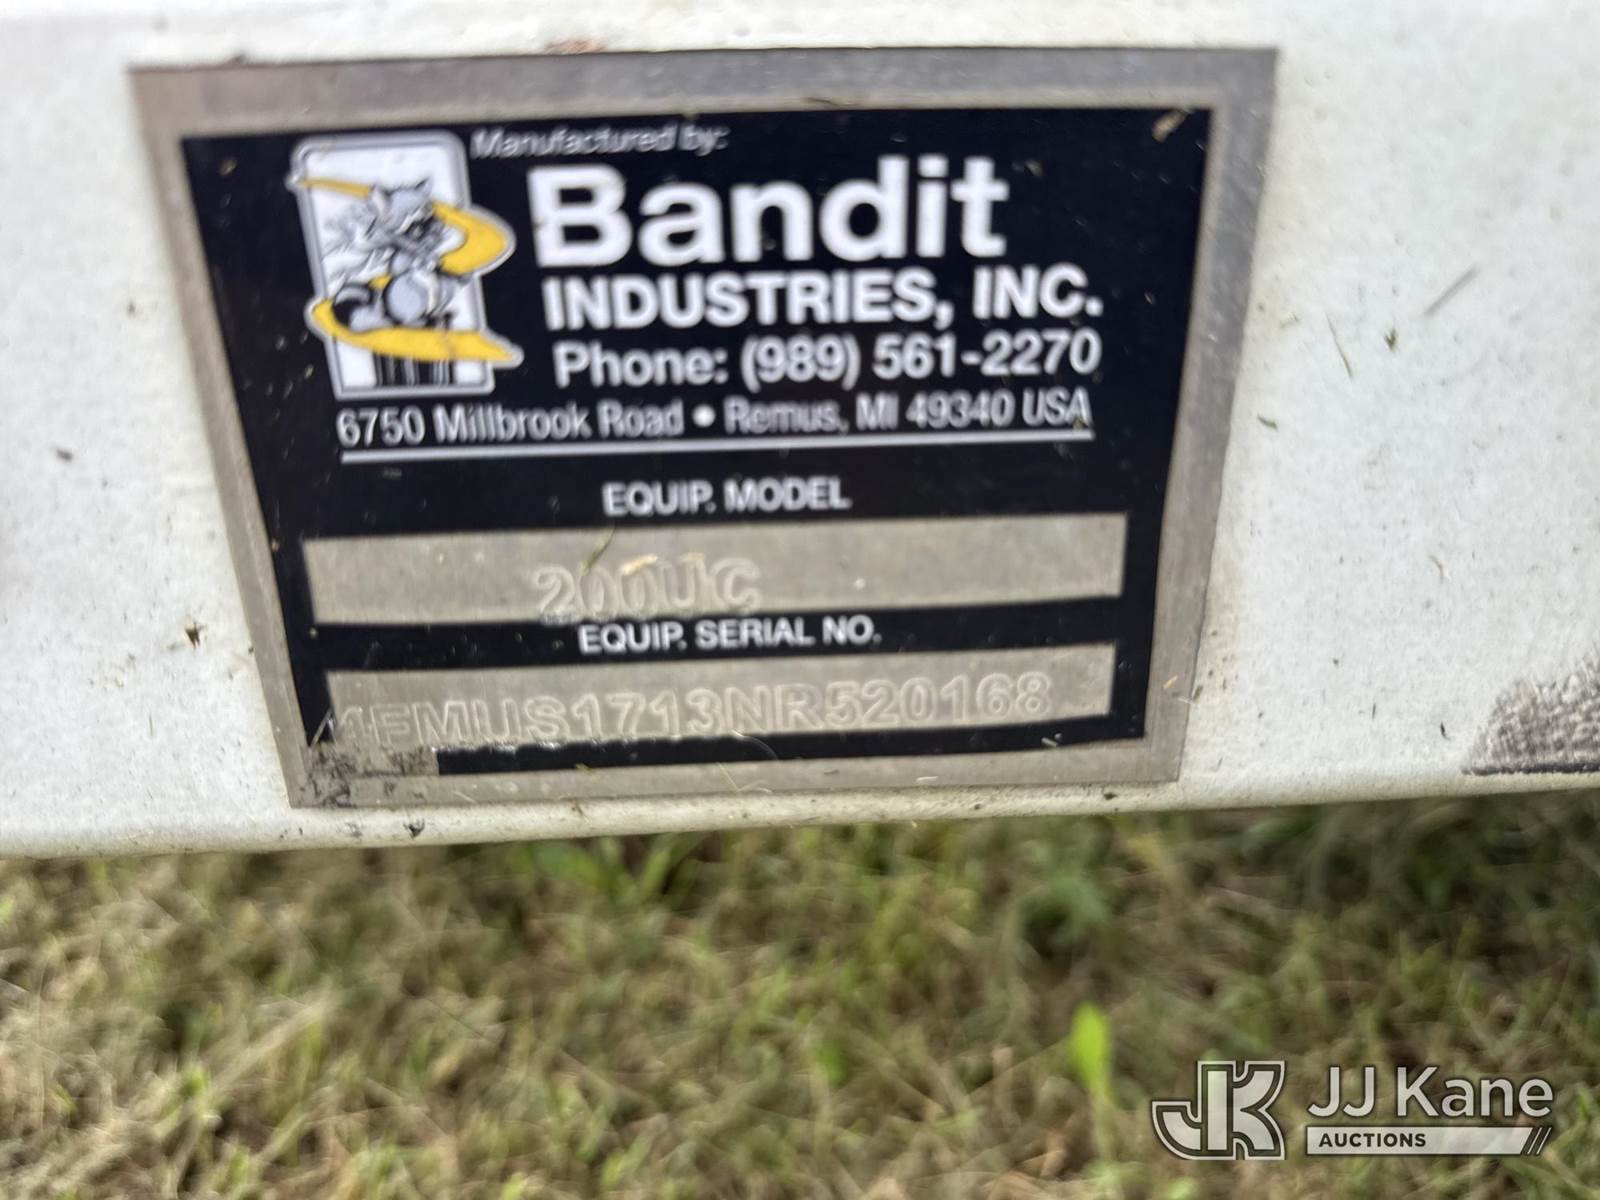 Manufactured by:
Bandit
INDUSTRIES, INC.
Phone: (989) 561-2270
6750 Millbrook Road • Remus, MI 49340 USA
EQUIP. MODEL
200UC
EQUIP. SERIAL NO.
4FMUS1713NR520168
JK JJ Kane
AUCTIONS